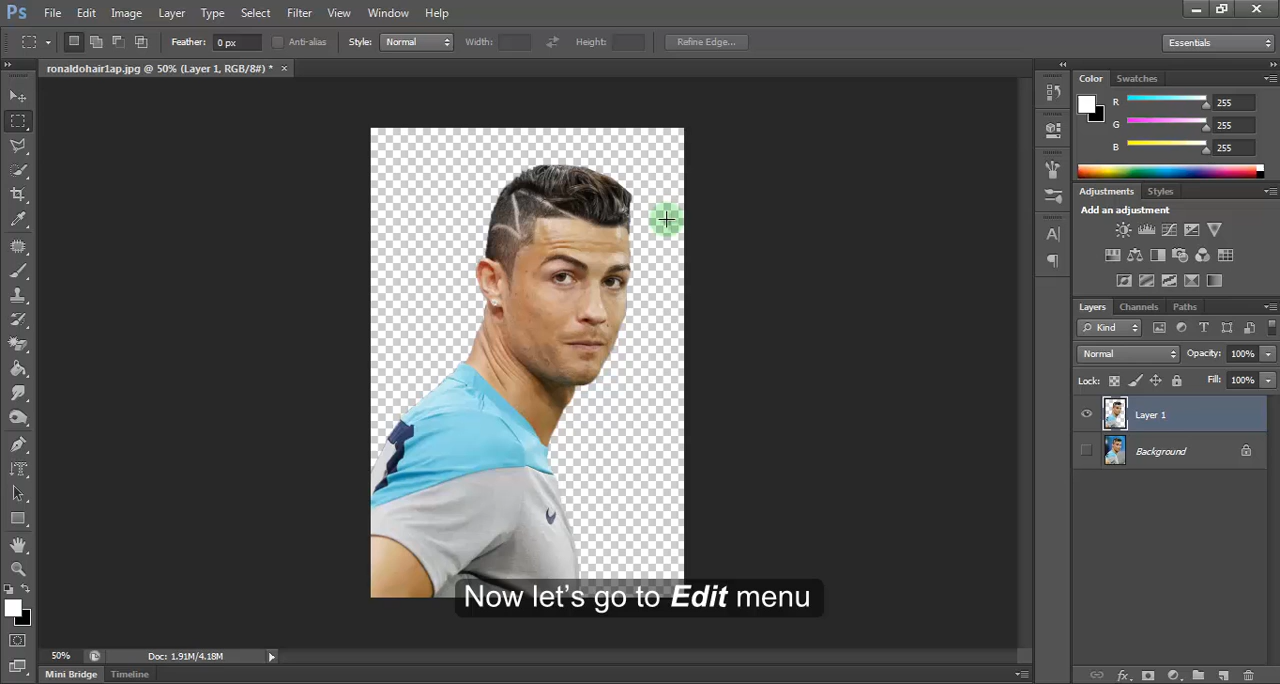 Ps File Edit Image Layer Type Select Filter View Window Help
Feather: 0 px Anti-alias Style: Normal Width: Height: Refine Edge... Essentials
ronaldohair1ap.jpg @ 50% (Layer 1, RGB/8#) * ×
Color Swatches
R 255
G 255
B 255
Adjustments Styles
Add an adjustment
Layers Channels Paths
Kind
Normal Opacity: 100%
Lock: Fill: 100%
Layer 1
Background
Now let's go to Edit menu
50% Doc: 1.91M/4.18M
Mini Bridge Timeline